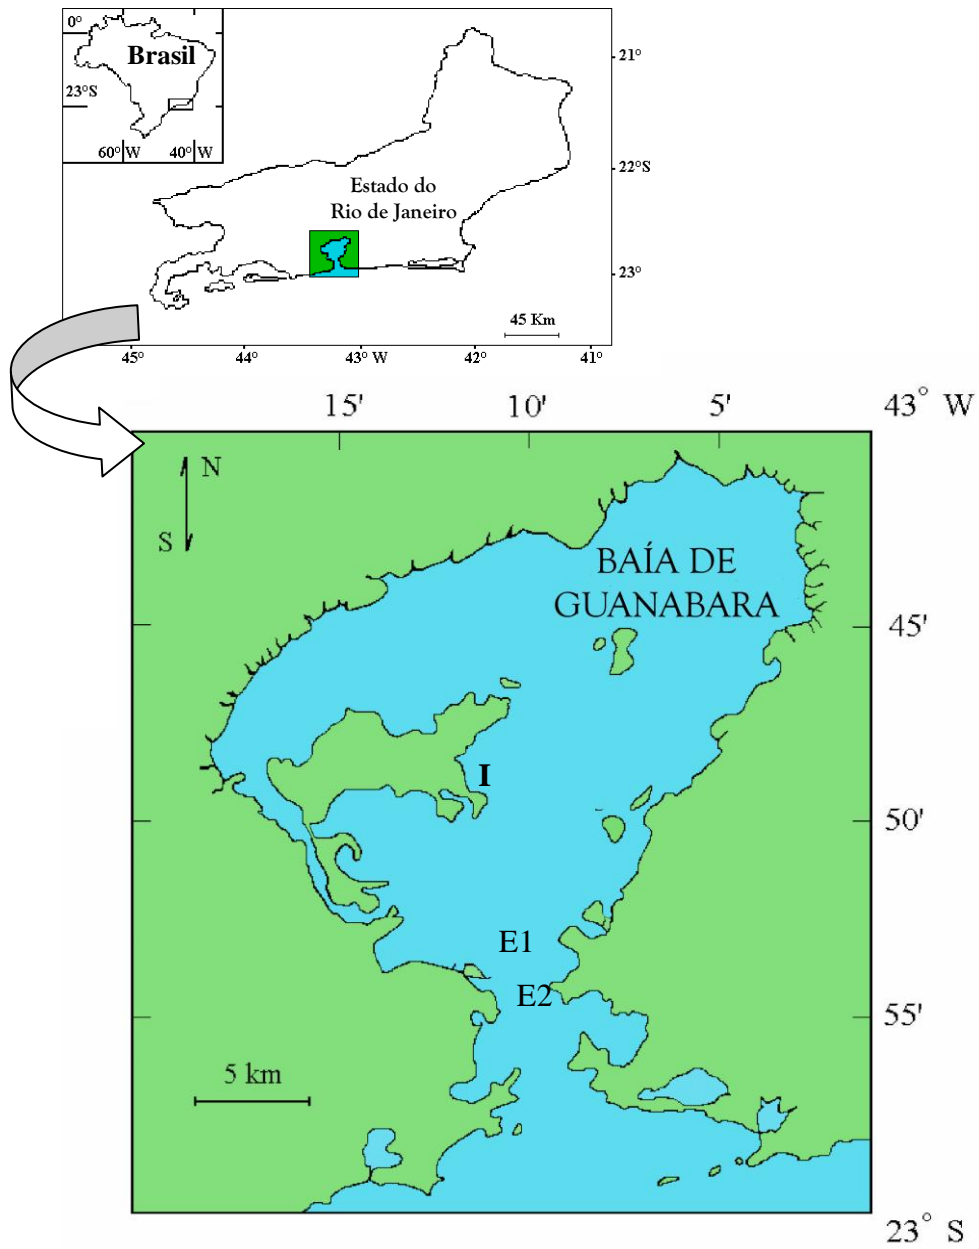 0°
Brasil
23°S
60° W
40° W
21°
22°S
23°
Estado do
Rio de Janeiro
45 Km
45°
44°
43° W
42°
41°
15'
10'
5'
43° W
N
S
BAÍA DE
GUANABARA
45'
I
50'
E1
E2
55'
5 km
23° S